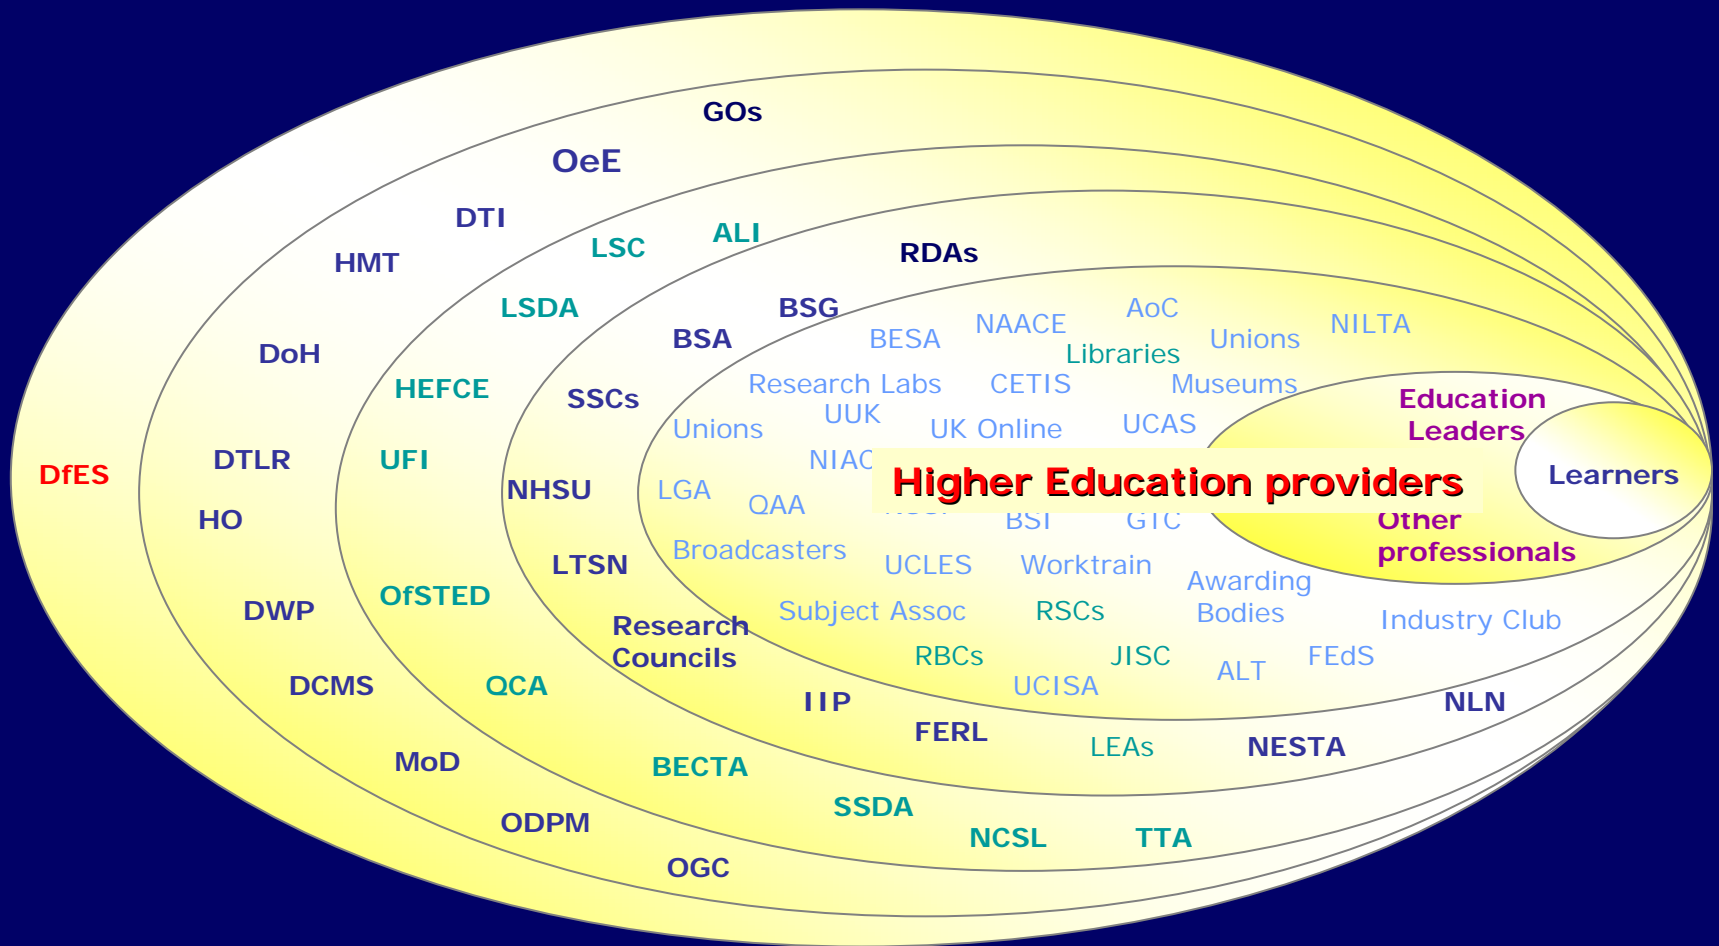 GOs
OeE
DTI
HMT
LSC
ALI
RDAs
LSDA
BSG
BSA
BESA
NAACE
AoC
Unions
NILTA
Libraries
DoH
HEFCE
SSCs
Research Labs
CETIS
Museums
UUK
Unions
UK Online
UCAS
Education
Leaders
DfES
DTLR
UFI
NHSU
LGA
QAA
Higher Education providers
Learners
HO
BSI
GTC
Other
professionals
LTSN
Broadcasters
UCLES
Worktrain
Awarding
Bodies
DWP
OfSTED
Research
Councils
Subject Assoc
RSCs
Industry Club
RBCs
JISC
ALT
FEdS
DCMS
QCA
UCISA
IIP
NLN
FERL
LEAs
NESTA
MoD
BECTA
SSDA
ODPM
NCSL
TTA
OGC